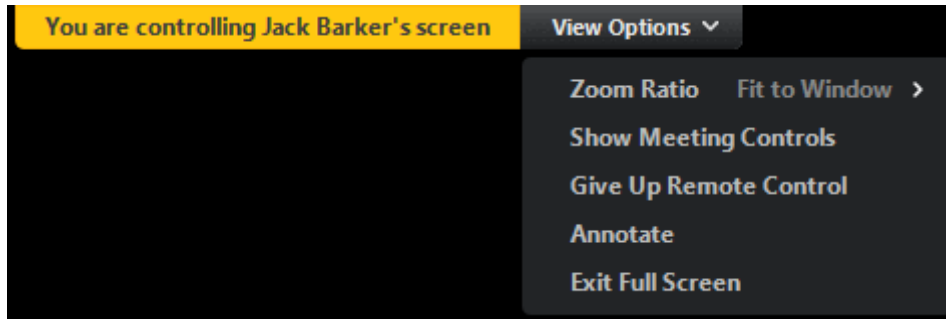 You are controlling Jack Barker's screen View Options
Zoom Ratio Fit to Window >
Show Meeting Controls
Give Up Remote Control
Annotate
Exit Full Screen